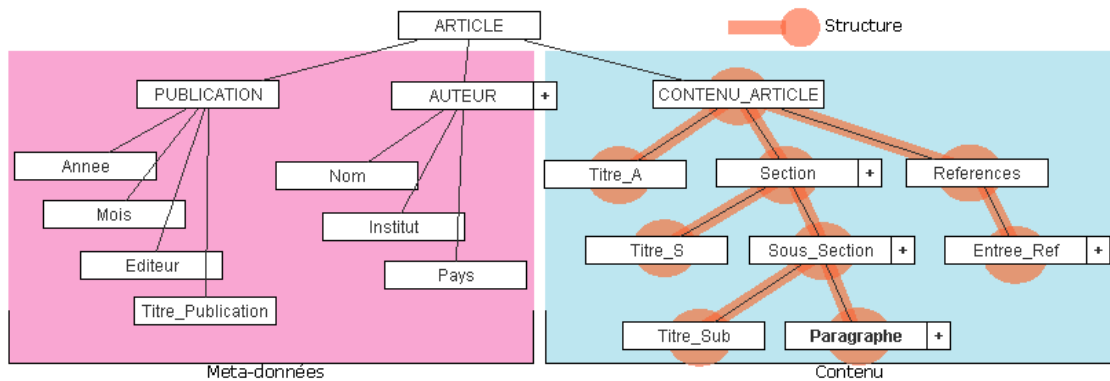 ARTICLE
Structure
PUBLICATION
AUTEUR +
CONTENU_ARTICLE
Annee
Nom
Titre_A
Section +
References
Mois
Institut
Editeur
Titre_S
Sous_Section +
Entree_Ref +
Pays
Titre_Publication
Titre_Sub
Paragraphe +
Meta-données
Contenu